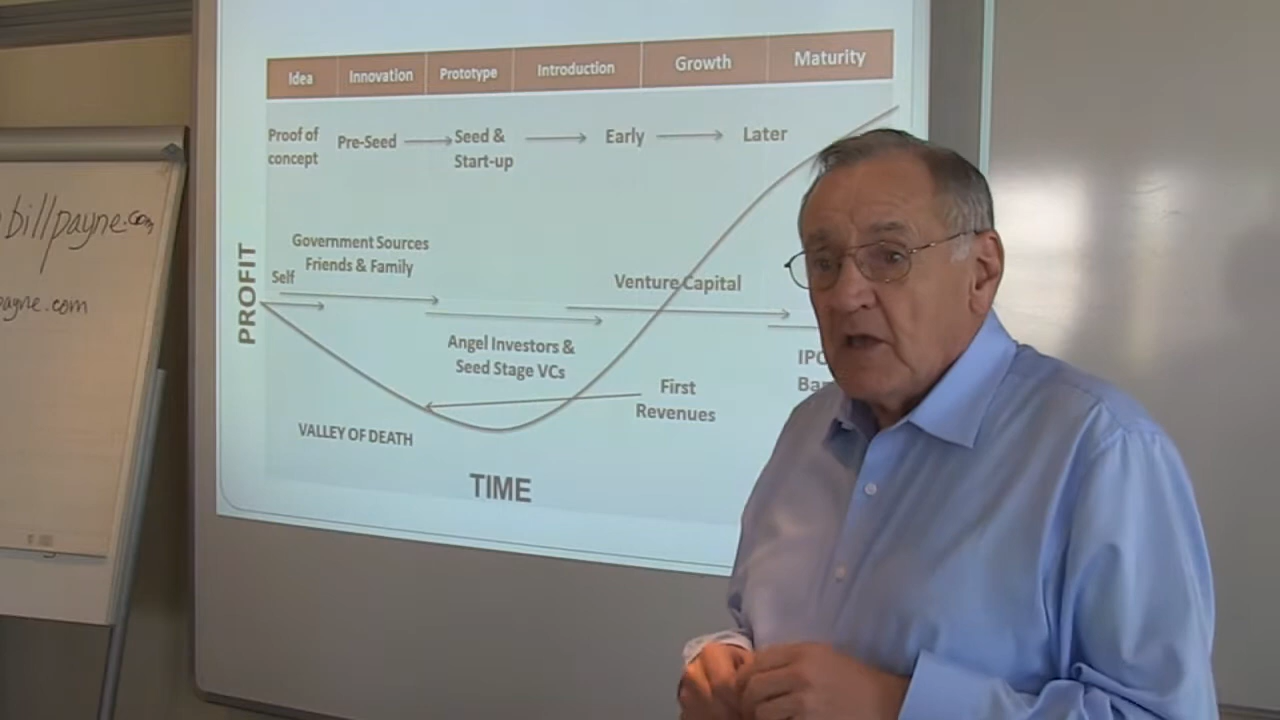 billpayne.com
payne.com
Idea Innovation Prototype Introduction Growth Maturity
Proof of
concept
Pre-Seed
Seed &
Start-up
Early
Later
Government Sources
Friends & Family
Self
Venture Capital
PROFIT
Angel Investors &
Seed Stage VCs
First
Revenues
IPO
VALLEY OF DEATH
TIME